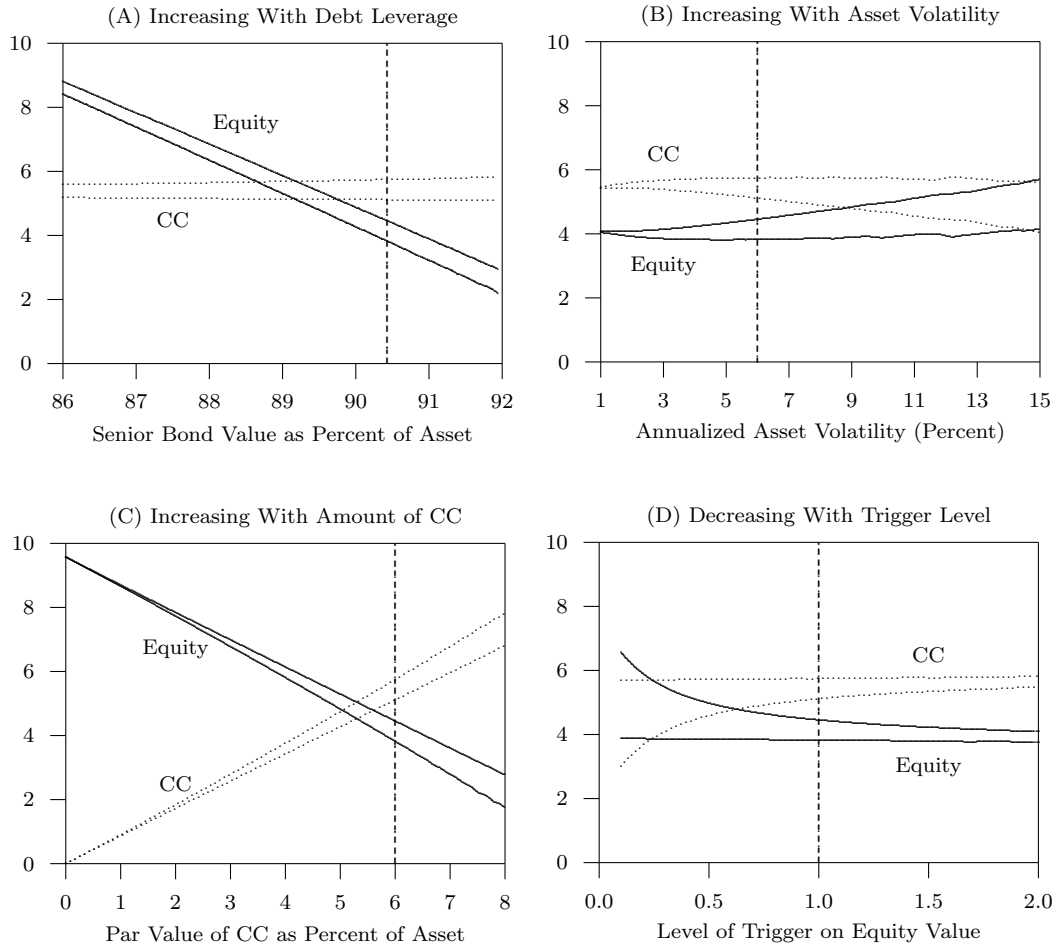 (A) Increasing With Debt Leverage
10
8
6
4
2
0
Equity
CC
86 87 88 89 90 91 92
Senior Bond Value as Percent of Asset
(B) Increasing With Asset Volatility
10
8
6
4
2
0
CC
Equity
1 3 5 7 9 11 13 15
Annualized Asset Volatility (Percent)
(C) Increasing With Amount of CC
10
8
6
4
2
0
Equity
CC
0 1 2 3 4 5 6 7 8
Par Value of CC as Percent of Asset
(D) Decreasing With Trigger Level
10
8
6
4
2
0
CC
Equity
0.0 0.5 1.0 1.5 2.0
Level of Trigger on Equity Value